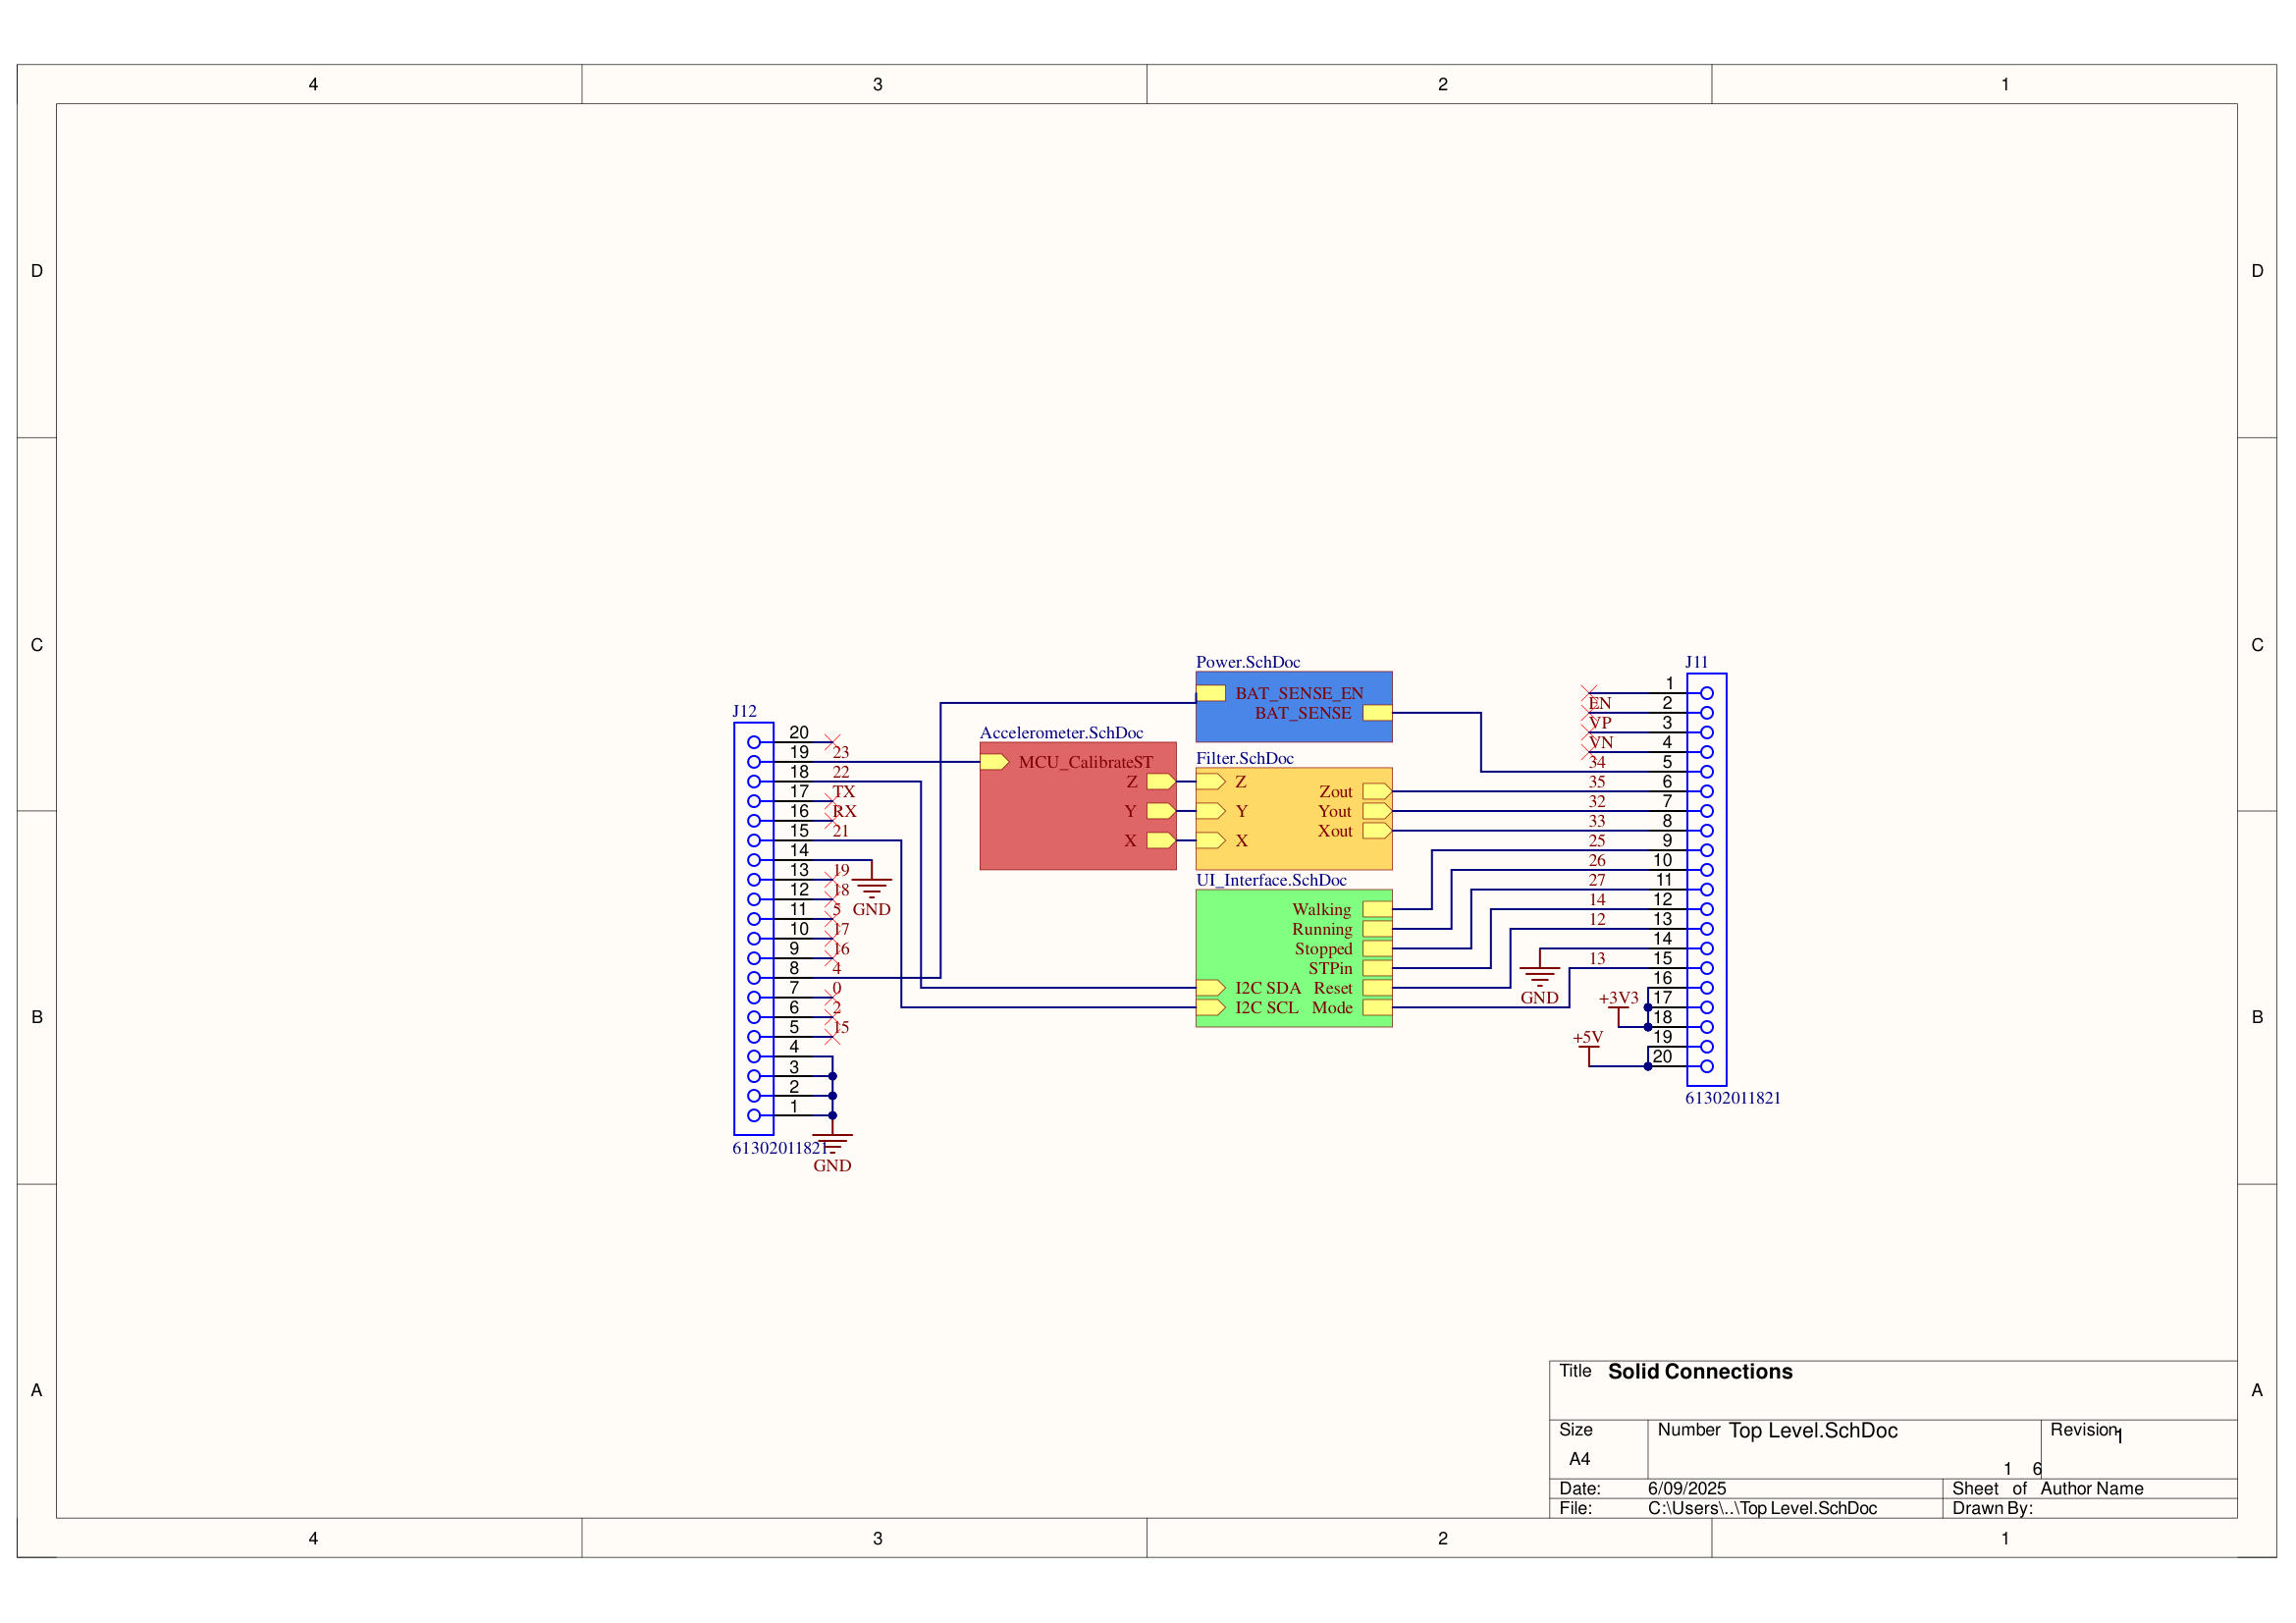 4 3 2 1
D D
C C
B B
A A
Power.SchDoc
BAT_SENSE_EN
BAT_SENSE
Accelerometer.SchDoc
MCU_CalibrateST
Z
Y
X
Filter.SchDoc
Z
Y
X
Zout
Yout
Xout
UI_Interface.SchDoc
Walking
Running
Stopped
STPin
I2C SDA Reset
I2C SCL Mode
J12
20
19 23
18 22
17 TX
16 RX
15 21
14
13 19
12 18
11 5
10 17
9 16
8 4
7 0
6 2
5 15
4
3
2
1
GND
61302011821
GND
J11
1
EN 2
VP 3
VN 4
34 5
35 6
32 7
33 8
25 9
26 10
27 11
14 12
12 13
14
13 15
16
17
18
19
20
GND
+3V3
+5V
61302011821
Title Solid Connections
Size Number Top Level.SchDoc Revision 1
A4
1 6
Date: 6/09/2025 Sheet of Author Name
File: C:\Users\..\Top Level.SchDoc Drawn By:
4 3 2 1